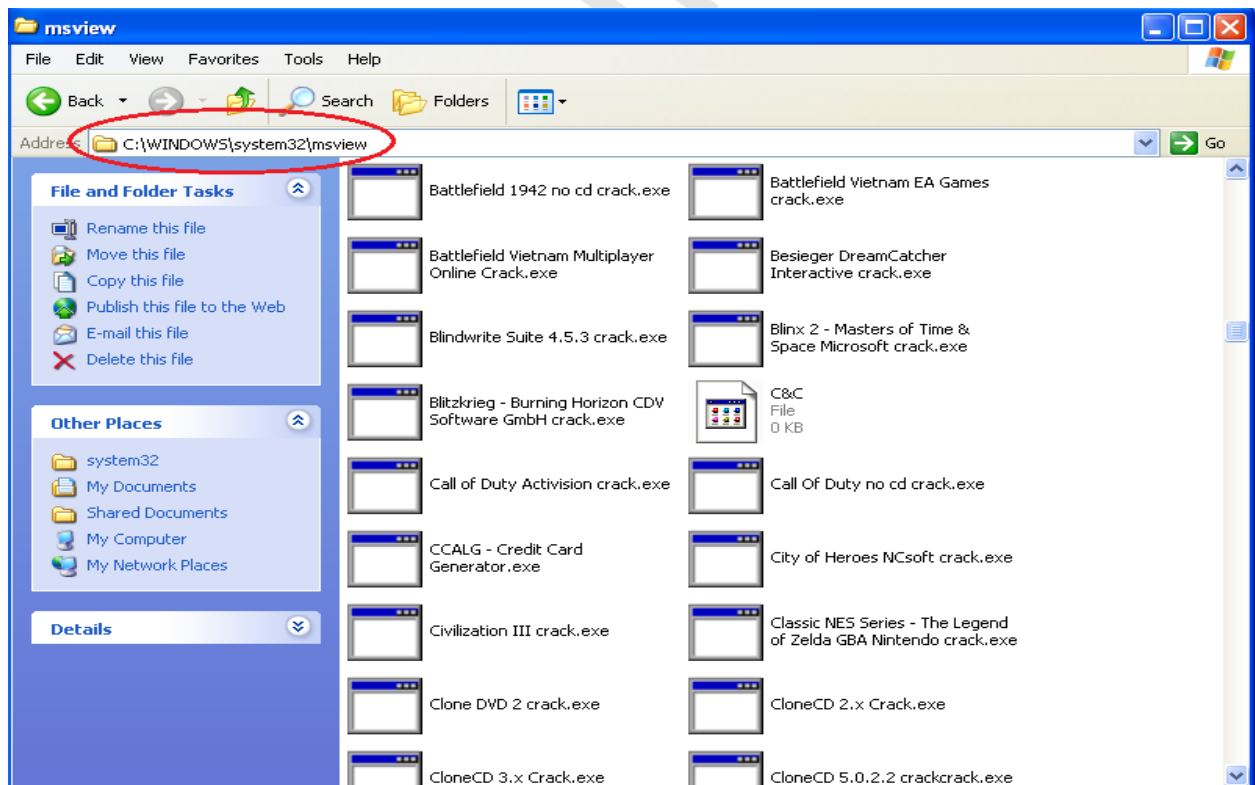 msview
File Edit View Favorites Tools Help
Back Search Folders
Address C:\WINDOWS\system32\msview Go
File and Folder Tasks
Rename this file
Move this file
Copy this file
Publish this file to the Web
E-mail this file
Delete this file
Other Places
system32
My Documents
Shared Documents
My Computer
My Network Places
Details
Battlefield 1942 no cd crack.exe
Battlefield Vietnam EA Games
crack.exe
Battlefield Vietnam Multiplayer
Online Crack.exe
Besieger DreamCatcher
Interactive crack.exe
Blindwrite Suite 4.5.3 crack.exe
Blinx 2 - Masters of Time &
Space Microsoft crack.exe
Blitzkrieg - Burning Horizon CDV
Software GmbH crack.exe
C&C
File
0 KB
Call of Duty Activision crack.exe
Call Of Duty no cd crack.exe
CCALG - Credit Card
Generator.exe
City of Heroes NCsoft crack.exe
Civilization III crack.exe
Classic NES Series - The Legend
of Zelda GBA Nintendo crack.exe
Clone DVD 2 crack.exe
CloneCD 2.x Crack.exe
CloneCD 3.x Crack.exe
CloneCD 5.0.2.2 crackcrack.exe